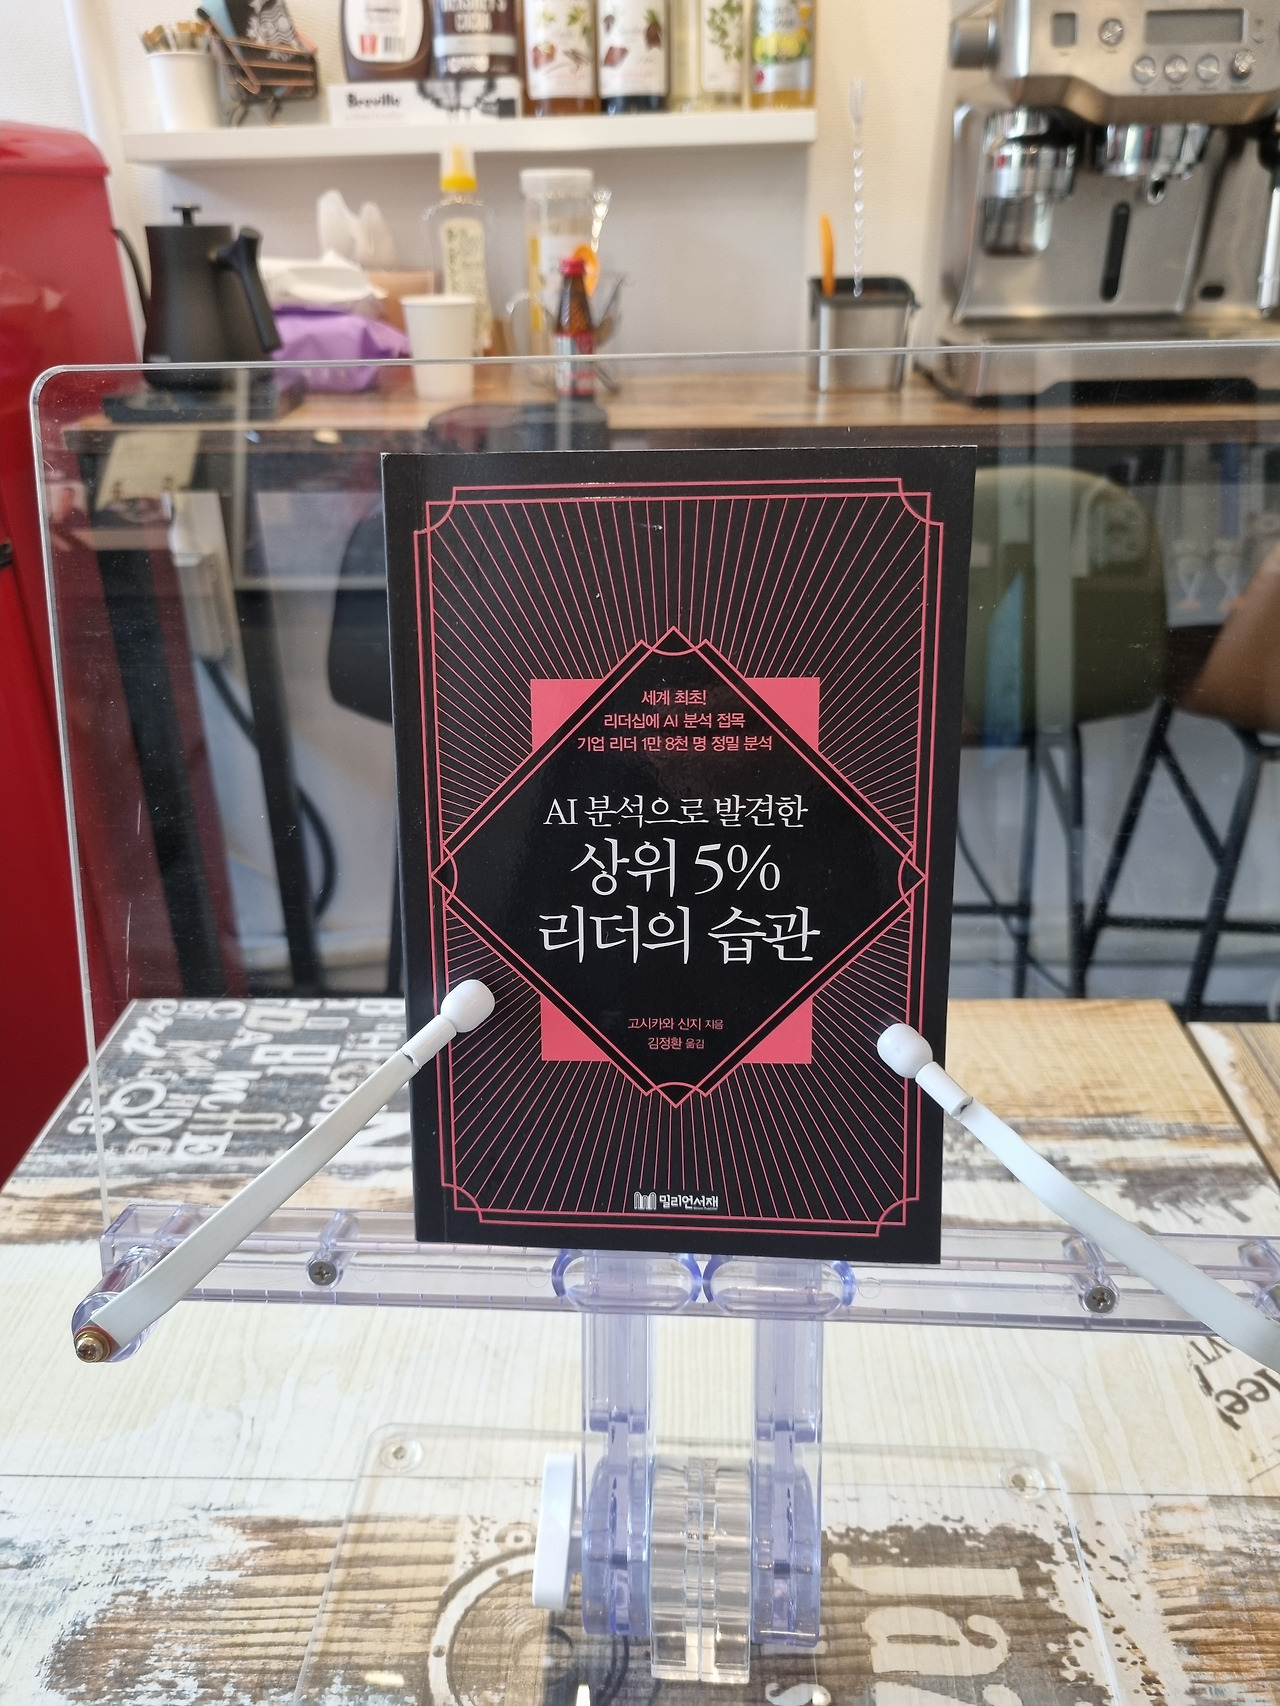 HERSHEY'S
COCOA
Breville
세계 최초!
리더십에 AI 분석 접목
기업 리더 1만 8천 명 정밀 분석
AI 분석으로 발견한
상위 5%
리더의 습관
고시카와 신지 지음
김정환 옮김
밀리언서재